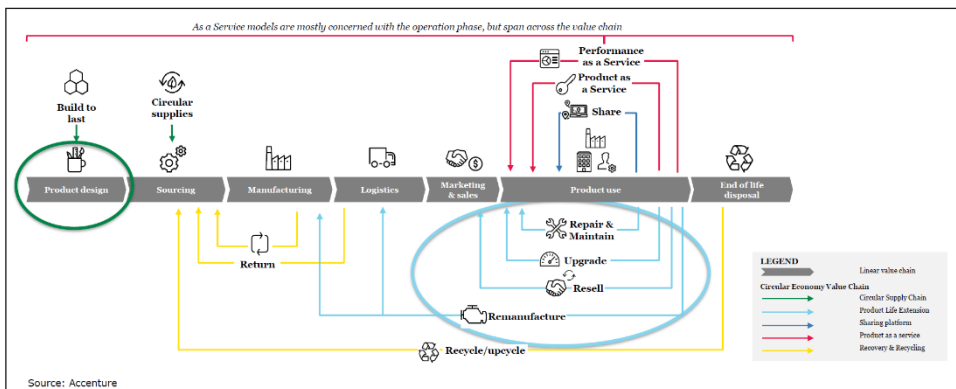 As a Service models are mostly concerned with the operation phase, but span across the value chain
Performance
as a Service
Product as
a Service
Build to
last
Circular
supplies
Share
Product design
Sourcing
Manufacturing
Logistics
Marketing
& sales
Product use
End of life
disposal
Repair &
Maintain
Return
Upgrade
Resell
Remanufacture
Recycle/upcycle
LEGEND
Linear value chain
Circular Economy Value Chain
Circular Supply Chain
Product Life Extension
Sharing platform
Product as a service
Recovery & Recycling
Source: Accenture